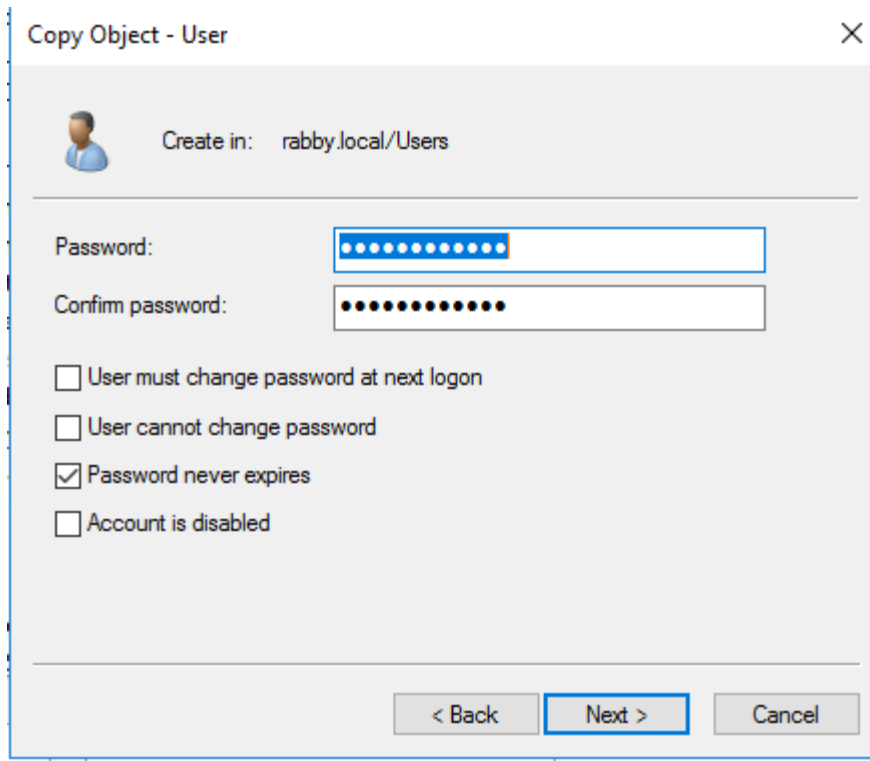 Copy Object - User
Create in: rabby.local/Users
Password: ●●●●●●●●●●●●
Confirm password: ●●●●●●●●●●●●
User must change password at next logon
User cannot change password
Password never expires
Account is disabled
< Back Next > Cancel